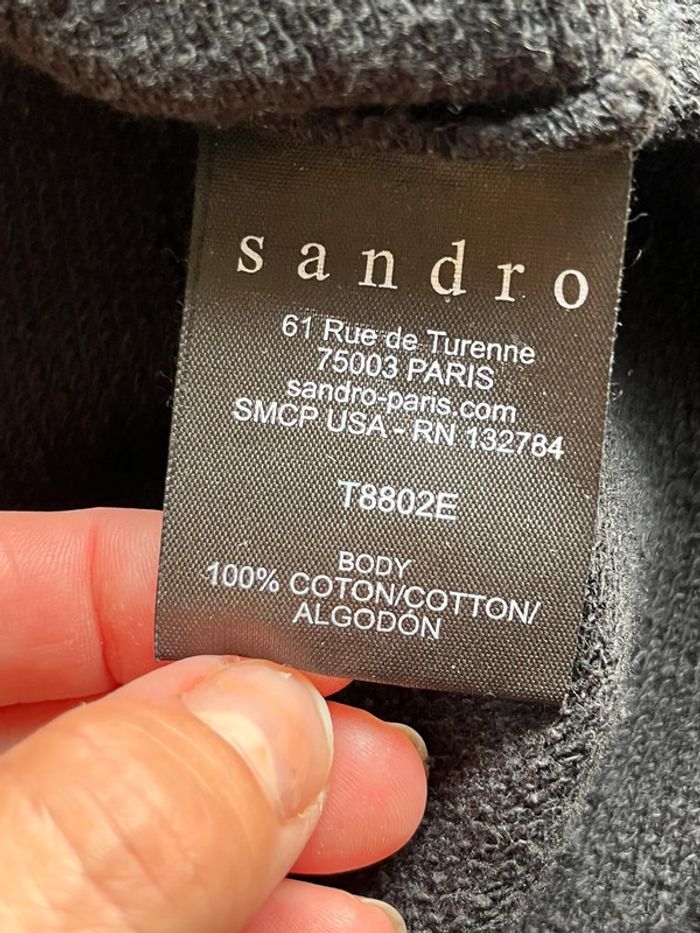 sandro
61 Rue de Turenne
75003 PARIS
sandro-paris.com
SMCP USA - RN 132784
T8802E
BODY
100% COTON/COTTON/
ALGODÓN